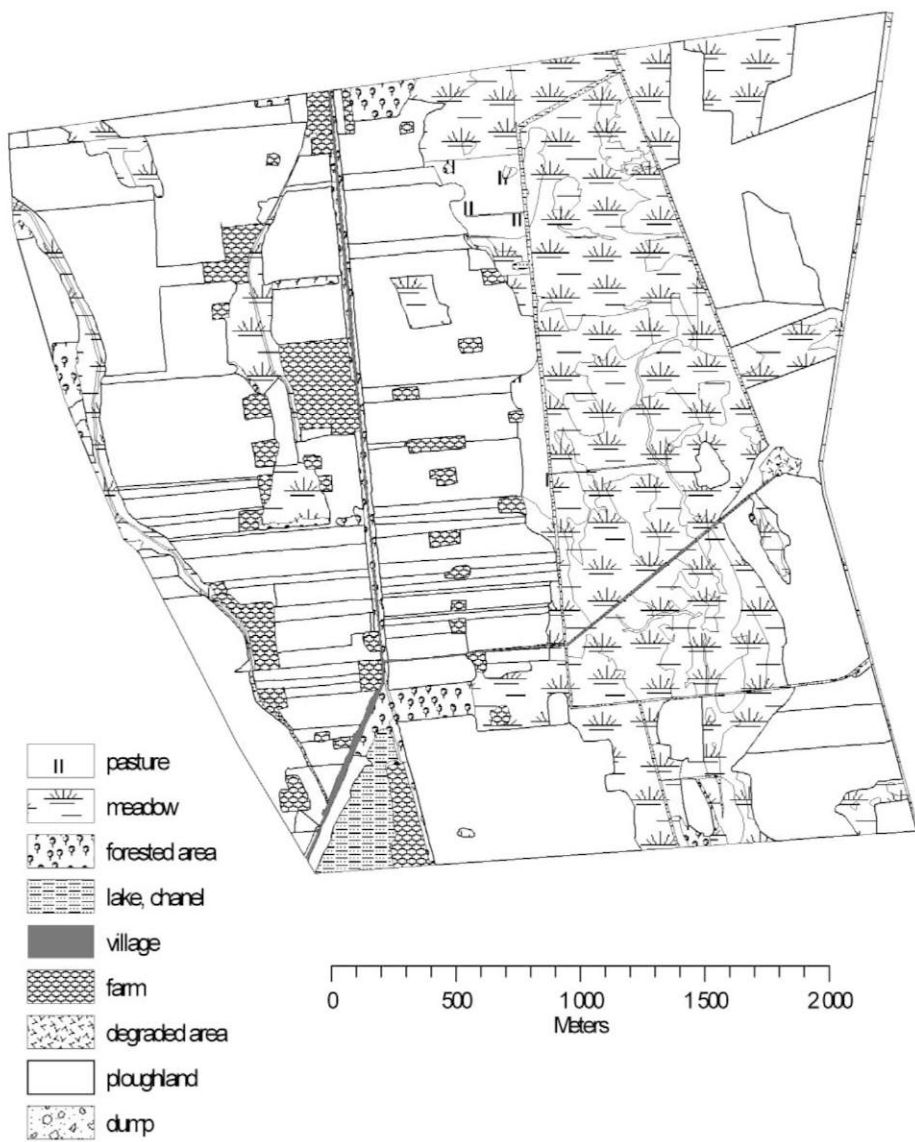 pasture
meadow
forested area
lake, chanel
village
farm
degraded area
ploughland
dump
0 500 1 000 1 500 2 000
Meters